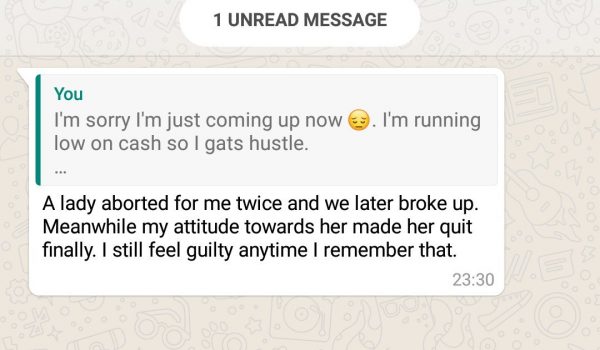 1 UNREAD MESSAGE
You
I'm sorry I'm just coming up now 😔. I'm running
low on cash so I gats hustle.
...
A lady aborted for me twice and we later broke up.
Meanwhile my attitude towards her made her quit
finally. I still feel guilty anytime I remember that.
23:30